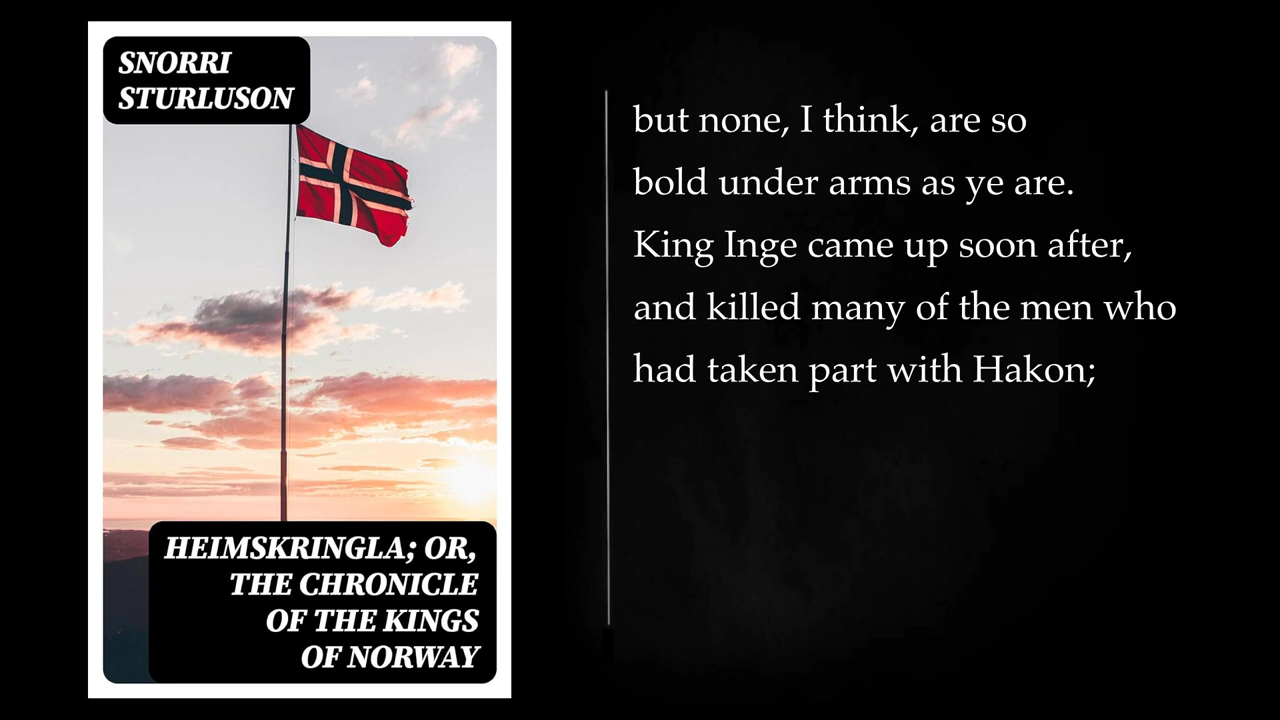 SNORRI
STURLUSON
HEIMSKRINGLA; OR,
THE CHRONICLE
OF THE KINGS
OF NORWAY
but none, I think, are so
bold under arms as ye are.
King Inge came up soon after,
and killed many of the men who
had taken part with Hakon;